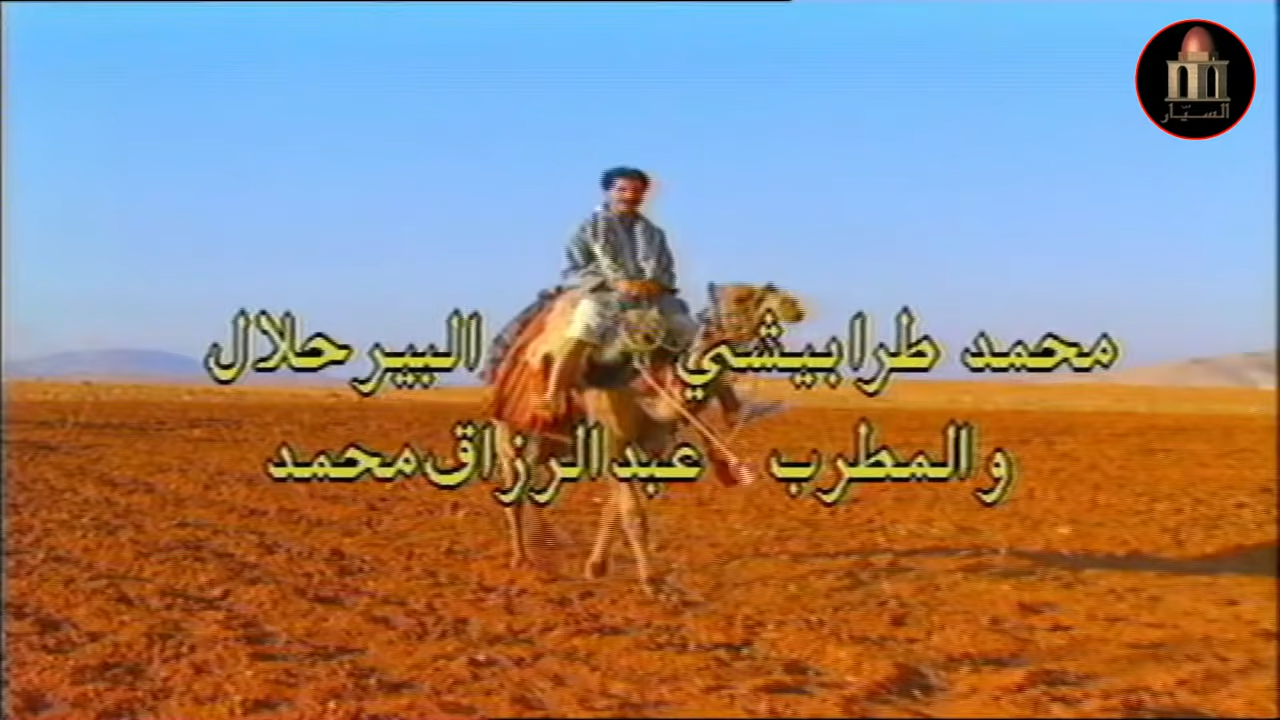 السيّار
محمد طرابيشي البير حلال
والمطرب عبد الرزاق محمد